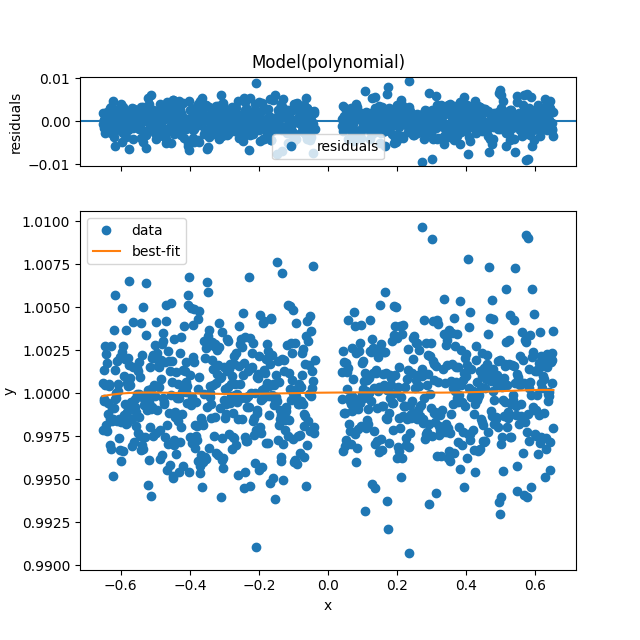 Model(polynomial)
0.01
0.00
−0.01
residuals
residuals
1.0100
1.0075
1.0050
1.0025
1.0000
0.9975
0.9950
0.9925
0.9900
y
data
best-fit
−0.6 −0.4 −0.2 0.0 0.2 0.4 0.6
x